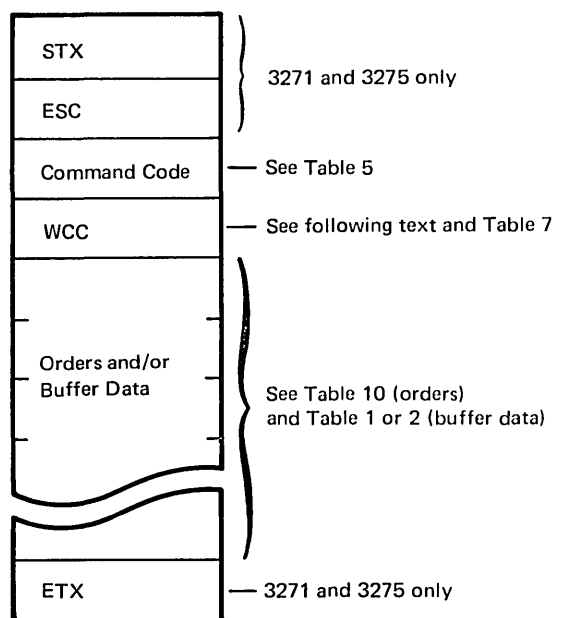 STX
ESC
3271 and 3275 only
Command Code
See Table 5
WCC
See following text and Table 7
Orders and/or
Buffer Data
See Table 10 (orders)
and Table 1 or 2 (buffer data)
ETX
3271 and 3275 only